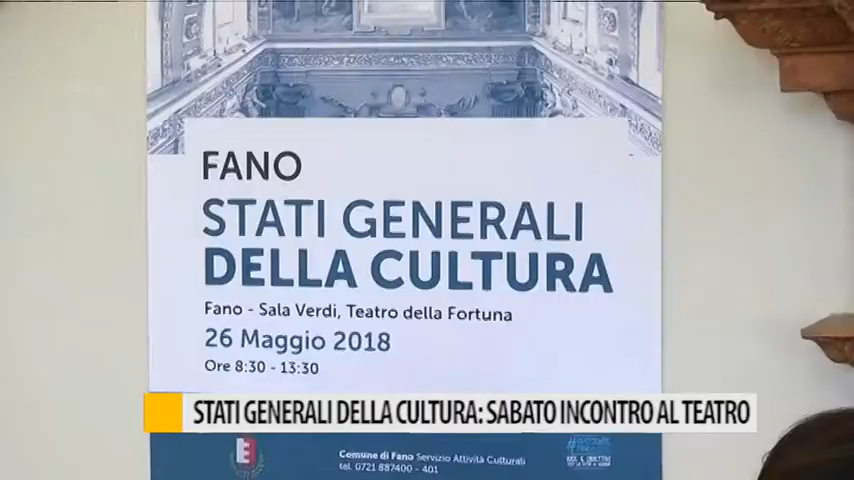 FANO
STATI GENERALI
DELLA CULTURA
Fano - Sala Verdi, Teatro della Fortuna
26 Maggio 2018
Ore 8:30 - 13:30
STATI GENERALI DELLA CULTURA: SABATO INCONTRO AL TEATRO
Comune di Fano Servizio Attività Culturali
tel. 0721 887400 - 401